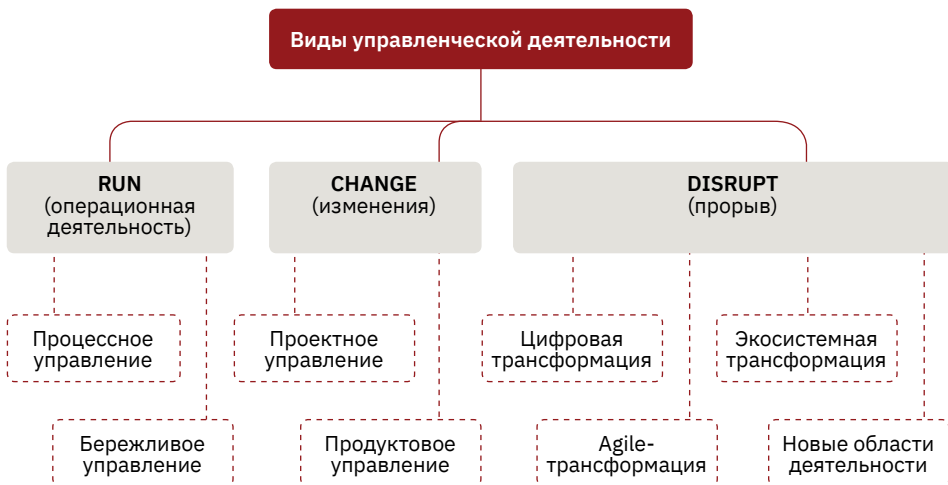 Виды управленческой деятельности
RUN
(операционная
деятельность)
CHANGE
(изменения)
DISRUPT
(прорыв)
Процессное
управление
Проектное
управление
Цифровая
трансформация
Экосистемная
трансформация
Бережливое
управление
Продуктовое
управление
Agile-
трансформация
Новые области
деятельности